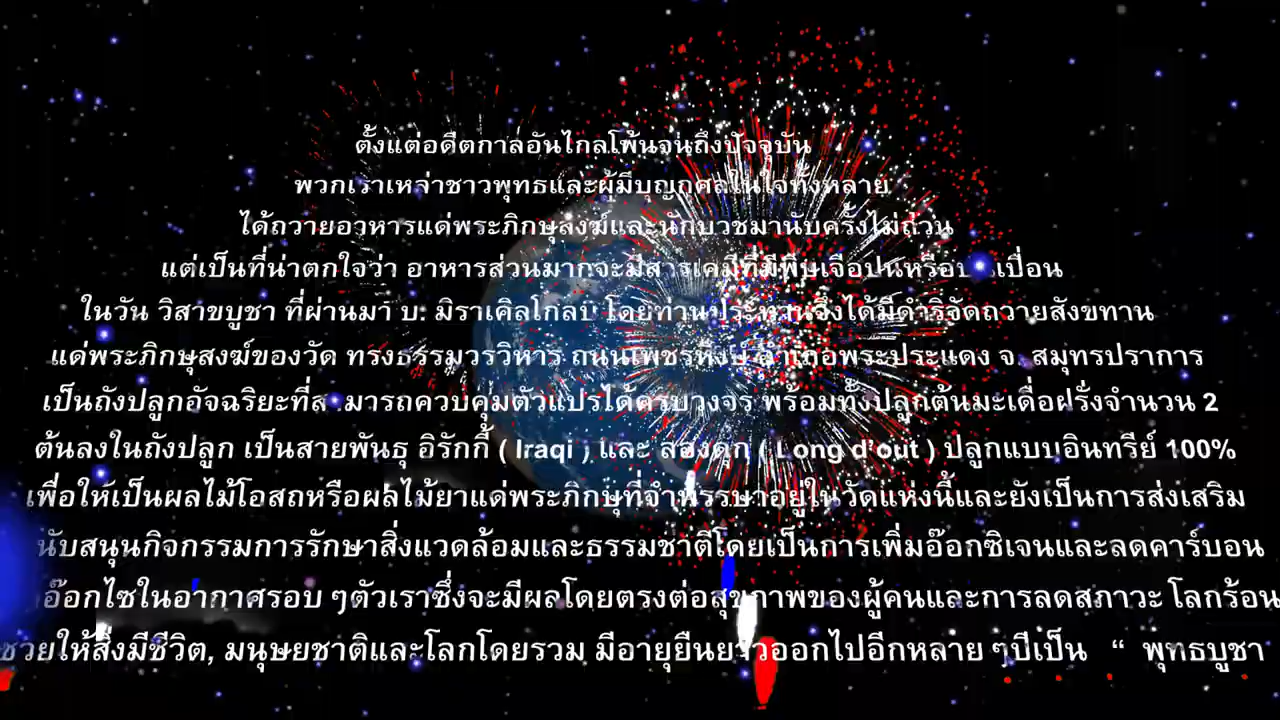 ตั้งแต่อดีตกาลอันไกลโพ้นจนถึงปัจจุบัน
พวกเราเหล่าชาวพุทธและผู้มีบุญกุศลในใจทั้งหลาย
ได้ถวายอาหารแด่พระภิกษุสงฆ์และนักบวชมานับครั้งไม่ถ้วน
แต่เป็นที่น่าตกใจว่า อาหารส่วนมากจะมีสารเคมีที่มีพิษเจือปนหรือ เปื่อน
ในวัน วิสาขบูชา ที่ผ่านมา บ: มิราเคิลโกลบ โดยท่านประทานจึงได้มีดำริจัดถวายสังขทาน
แด่พระภิกษุสงฆ์ของวัด ทรงธรรมวรวิหาร ถนนเพชรหึงษ์ อำเภอพระประแดง จ. สมุทรปราการ
เป็นถังปลูกอัจฉริยะที่สามารถควบคุมตัวแปรได้ครบวงจร พร้อมทั้งปลูกต้นมะเดื่อฝรั่งจำนวน 2
ต้นลงในถังปลูก เป็นสายพันธุ อิรักกี้ ( Iraqi ) และ ลองดุท ( Long d’out ) ปลูกแบบอินทรีย์ 100%
เพื่อให้เป็นผลไม้โอสถหรือผลไม้ยาแด่พระภิกษุที่จำพรรษาอยู่ในวัดแห่งนี้และยังเป็นการส่งเสริม
นับสนุนกิจกรรมการรักษาสิ่งแวดล้อมและธรรมชาติโดยเป็นการเพิ่มอ๊อกซิเจนและลดคาร์บอน
อ๊อกไซในอากาศรอบ ๆตัวเราซึ่งจะมีผลโดยตรงต่อสุขภาพของผู้คนและการลดสภาวะ โลกร้อน
ช่วยให้สิ่งมีชีวิต, มนุษยชาติและโลกโดยรวม มีอายุยืนยาวออกไปอีกหลาย ๆปีเป็น “ พุทธบูชา